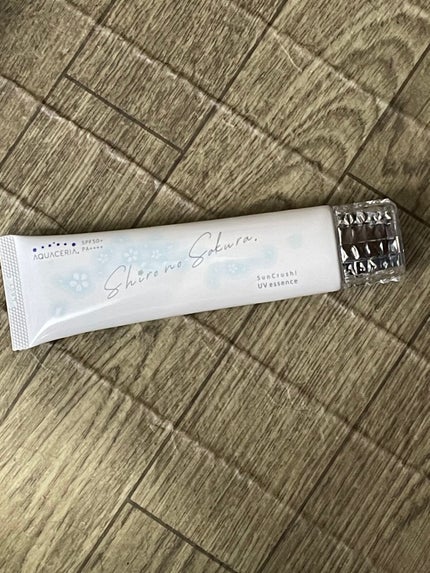 AQUACERIA.
SPF50+
PA++++
Shiro no Sakura.
SunCrush!
UV essence